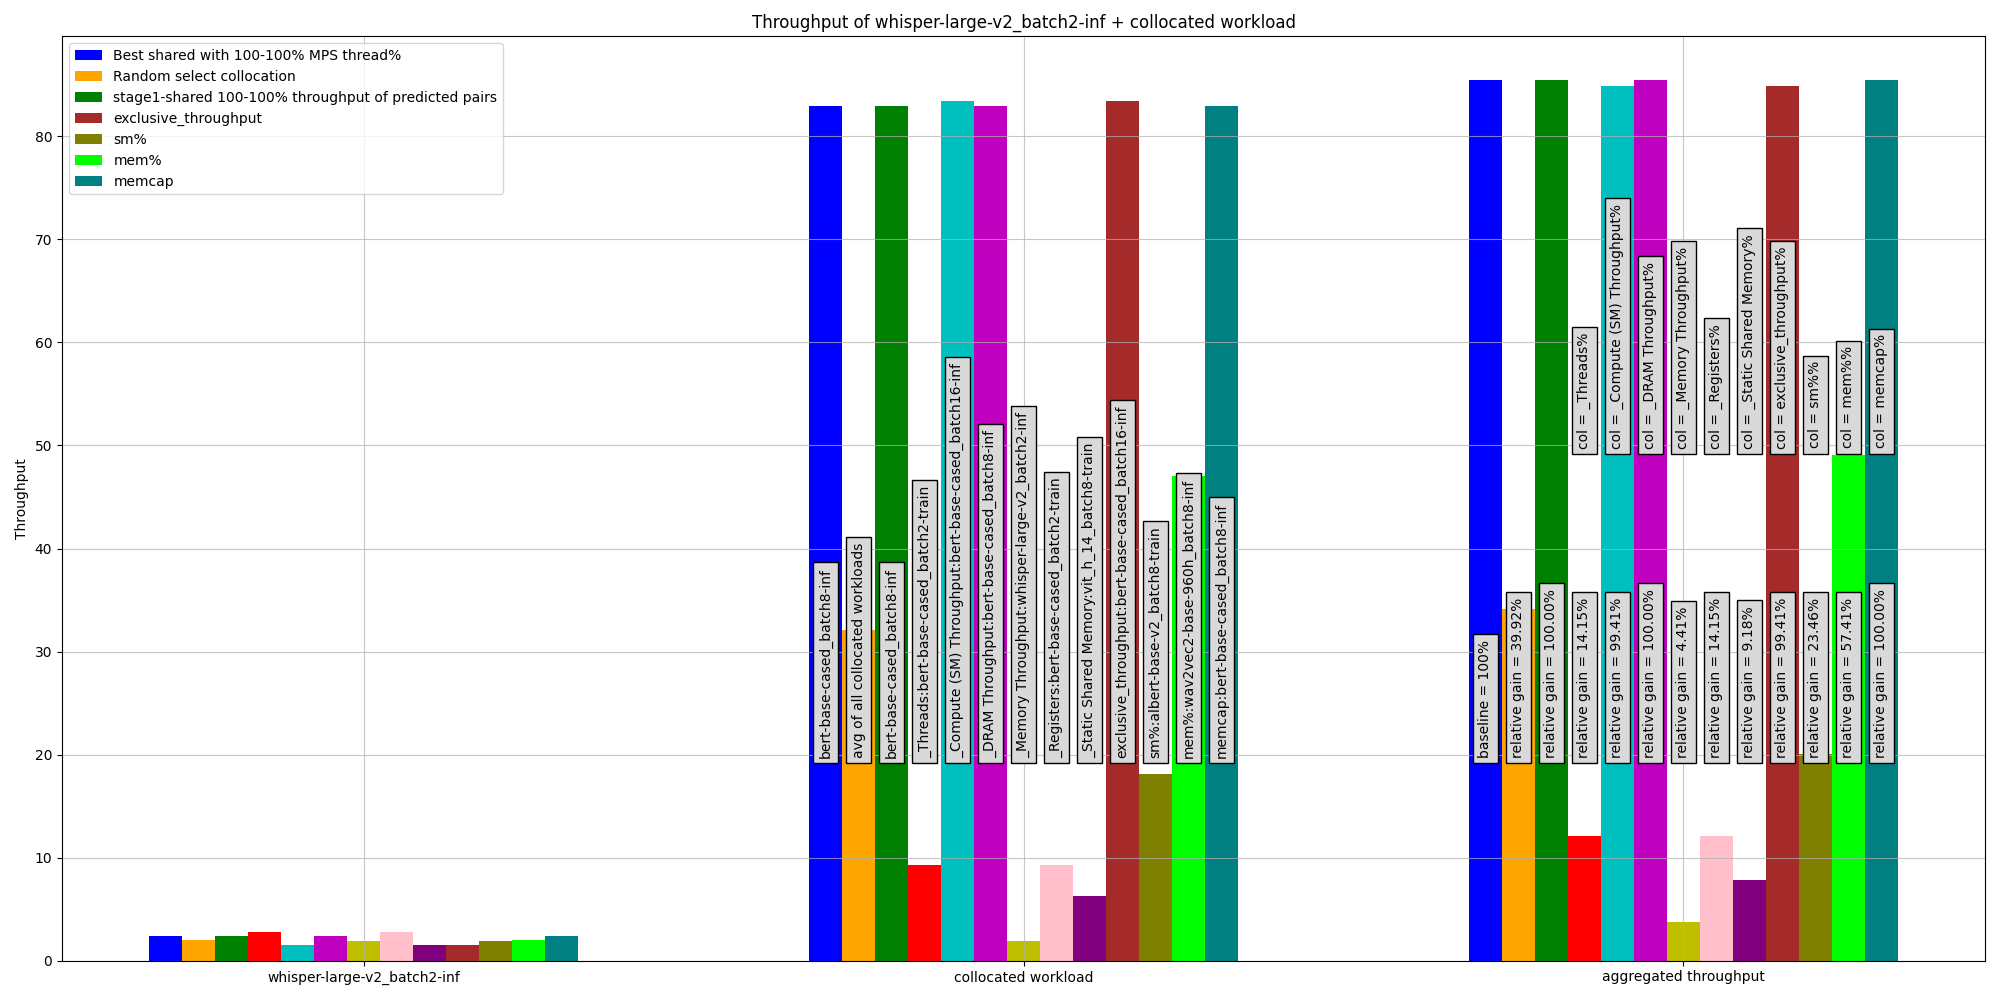 Throughput of whisper-large-v2_batch2-inf + collocated workload
Best shared with 100-100% MPS thread%
Random select collocation
stage1-shared 100-100% throughput of predicted pairs
exclusive_throughput
sm%
mem%
memcap
Throughput
80
70
60
50
40
30
20
10
0
bert-base-cased_batch8-inf
avg of all collocated workloads
bert-base-cased_batch8-inf
_Threads:bert-base-cased_batch2-train
_Compute (SM) Throughput:bert-base-cased_batch16-inf
_DRAM Throughput:bert-base-cased_batch8-inf
_Memory Throughput:whisper-large-v2_batch2-inf
_Registers:bert-base-cased_batch2-train
_Static Shared Memory:vit_h_14_batch8-train
exclusive_throughput:bert-base-cased_batch16-inf
sm%:albert-base-v2_batch8-train
mem%:wav2vec2-base-960h_batch8-inf
memcap:bert-base-cased_batch8-inf
col = _Threads%
col = _Compute (SM) Throughput%
col = _DRAM Throughput%
col = _Memory Throughput%
col = _Registers%
col = _Static Shared Memory%
col = exclusive_throughput%
col = sm%%
col = mem%%
col = memcap%
baseline = 100%
relative gain = 39.92%
relative gain = 100.00%
relative gain = 14.15%
relative gain = 99.41%
relative gain = 100.00%
relative gain = 4.41%
relative gain = 14.15%
relative gain = 9.18%
relative gain = 99.41%
relative gain = 23.46%
relative gain = 57.41%
relative gain = 100.00%
whisper-large-v2_batch2-inf
collocated workload
aggregated throughput